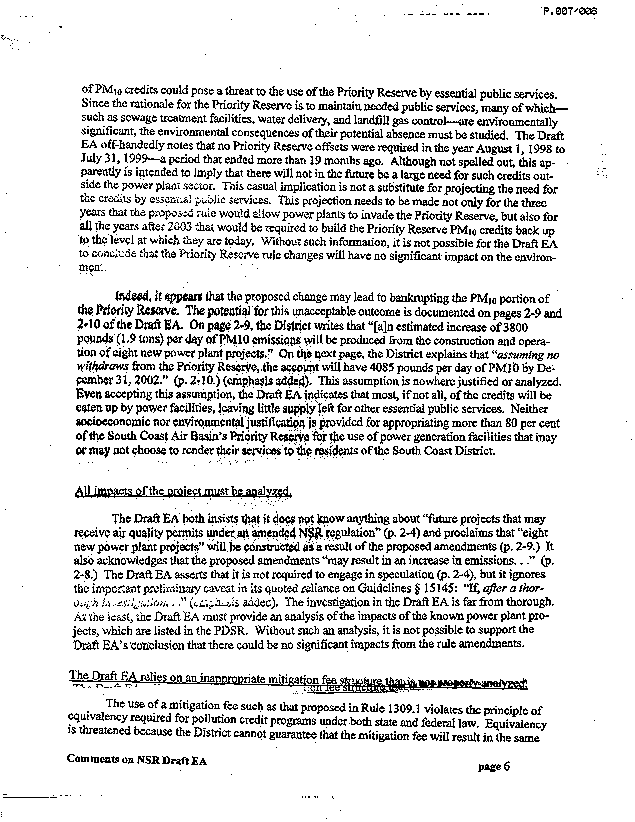 P.007/008
of PM10 credits could pose a threat to the use of the Priority Reserve by essential public services.
Since the rationale for the Priority Reserve is to maintain needed public services, many of which—
such as sewage treatment facilities, water delivery, and landfill gas control—are environmentally
significant, the environmental consequences of their potential absence must be studied. The Draft
EA off-handedly notes that no Priority Reserve offsets were required in the year August 1, 1998 to
July 31, 1999—a period that ended more than 19 months ago. Although not spelled out, this ap-
parently is intended to imply that there will not in the future be a large need for such credits out-
side the power plant sector. This casual implication is not a substitute for projecting the need for
the credits by essential public services. This projection needs to be made not only for the three
years that the proposed rule would allow power plants to invade the Priority Reserve, but also for
all the years after 2003 that would be required to build the Priority Reserve PM10 credits back up
to the level at which they are today. Without such information, it is not possible for the Draft EA
to conclude that the Priority Reserve rule changes will have no significant impact on the environ-
ment.
Indeed, it appears that the proposed change may lead to bankrupting the PM10 portion of
the Priority Reserve. The potential for this unacceptable outcome is documented on pages 2-9 and
2-10 of the Draft EA. On page 2-9, the District writes that "[a]n estimated increase of 3800
pounds (1.9 tons) per day of PM10 emissions will be produced from the construction and opera-
tion of eight new power plant projects." On the next page, the District explains that "assuming no
withdraws from the Priority Reserve, the account will have 4085 pounds per day of PM10 by De-
cember 31, 2002." (p. 2-10.) (emphasis added). This assumption is nowhere justified or analyzed.
Even accepting this assumption, the Draft EA indicates that most, if not all, of the credits will be
eaten up by power facilities, leaving little supply left for other essential public services. Neither
socioeconomic nor environmental justification is provided for appropriating more than 80 per cent
of the South Coast Air Basin's Priority Reserve for the use of power generation facilities that may
or may not choose to render their services to the residents of the South Coast District.
All impacts of the project must be analyzed.
The Draft EA both insists that it does not know anything about "future projects that may
receive air quality permits under an amended NSR regulation" (p. 2-4) and proclaims that "eight
new power plant projects" will be constructed as a result of the proposed amendments (p. 2-9.) It
also acknowledges that the proposed amendments "may result in an increase in emissions. . ." (p.
2-8.) The Draft EA asserts that it is not required to engage in speculation (p. 2-4), but it ignores
the important preliminary caveat in its quoted reliance on Guidelines § 15145: "If, after a thor-
ough investigation. . ." (emphasis added). The investigation in the Draft EA is far from thorough.
At the least, the Draft EA must provide an analysis of the impacts of the known power plant pro-
jects, which are listed in the PDSR. Without such an analysis, it is not possible to support the
Draft EA's conclusion that there could be no significant impacts from the rule amendments.
The Draft EA relies on an inappropriate mitigation fee structure that is not properly analyzed.
The use of a mitigation fee such as that proposed in Rule 1309.1 violates the principle of
equivalency required for pollution credit programs under both state and federal law. Equivalency
is threatened because the District cannot guarantee that the mitigation fee will result in the same
Comments on NSR Draft EA
page 6